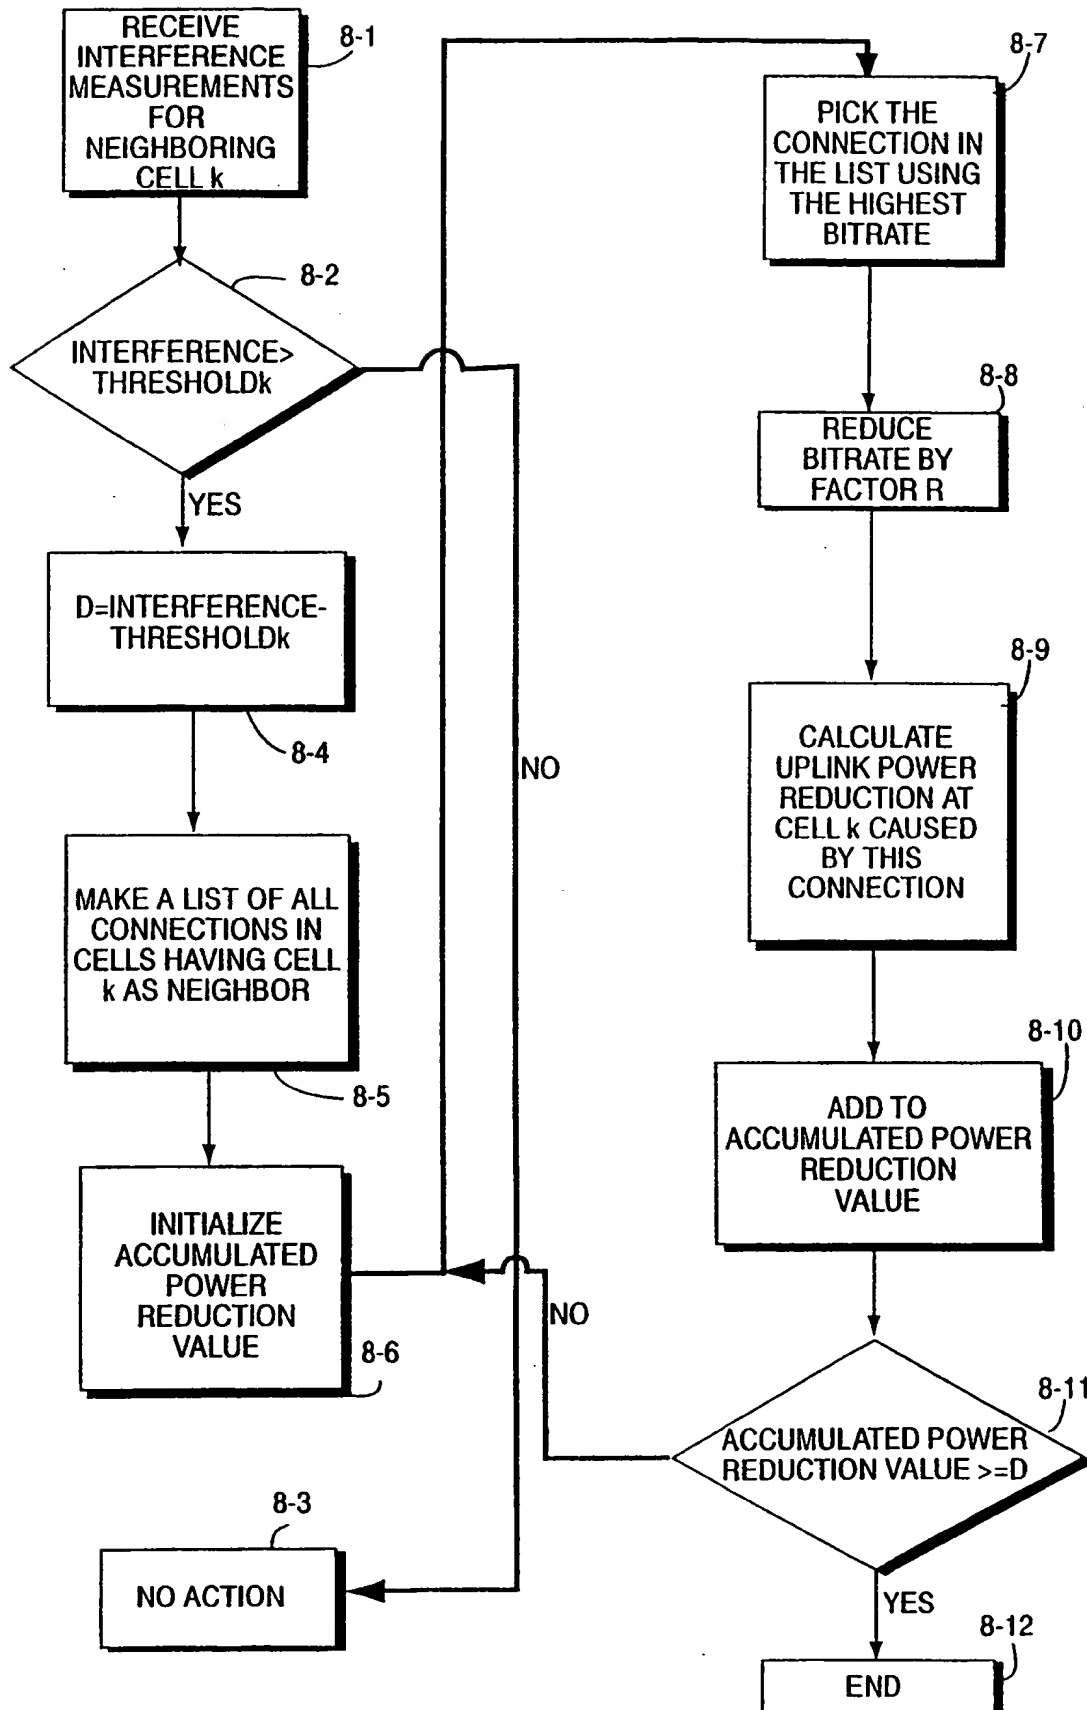 RECEIVE
INTERFERENCE
MEASUREMENTS
FOR
NEIGHBORING
CELL k
8-1
8-2
INTERFERENCE>
THRESHOLDk
YES
D=INTERFERENCE-
THRESHOLDk
8-4
NO
MAKE A LIST OF ALL
CONNECTIONS IN
CELLS HAVING CELL
k AS NEIGHBOR
8-5
INITIALIZE
ACCUMULATED
POWER
REDUCTION
VALUE
8-6
8-3
NO ACTION
8-7
PICK THE
CONNECTION IN
THE LIST USING
THE HIGHEST
BITRATE
8-8
REDUCE
BITRATE BY
FACTOR R
8-9
CALCULATE
UPLINK POWER
REDUCTION AT
CELL k CAUSED
BY THIS
CONNECTION
8-10
ADD TO
ACCUMULATED POWER
REDUCTION
VALUE
NO
8-11
ACCUMULATED POWER
REDUCTION VALUE >=D
YES
8-12
END